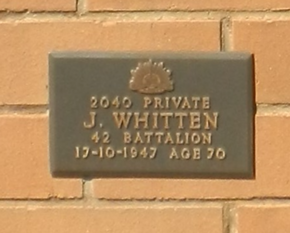 2040 PRIVATE
J. WHITTEN
42 BATTALION
17-10-1947 AGE 70